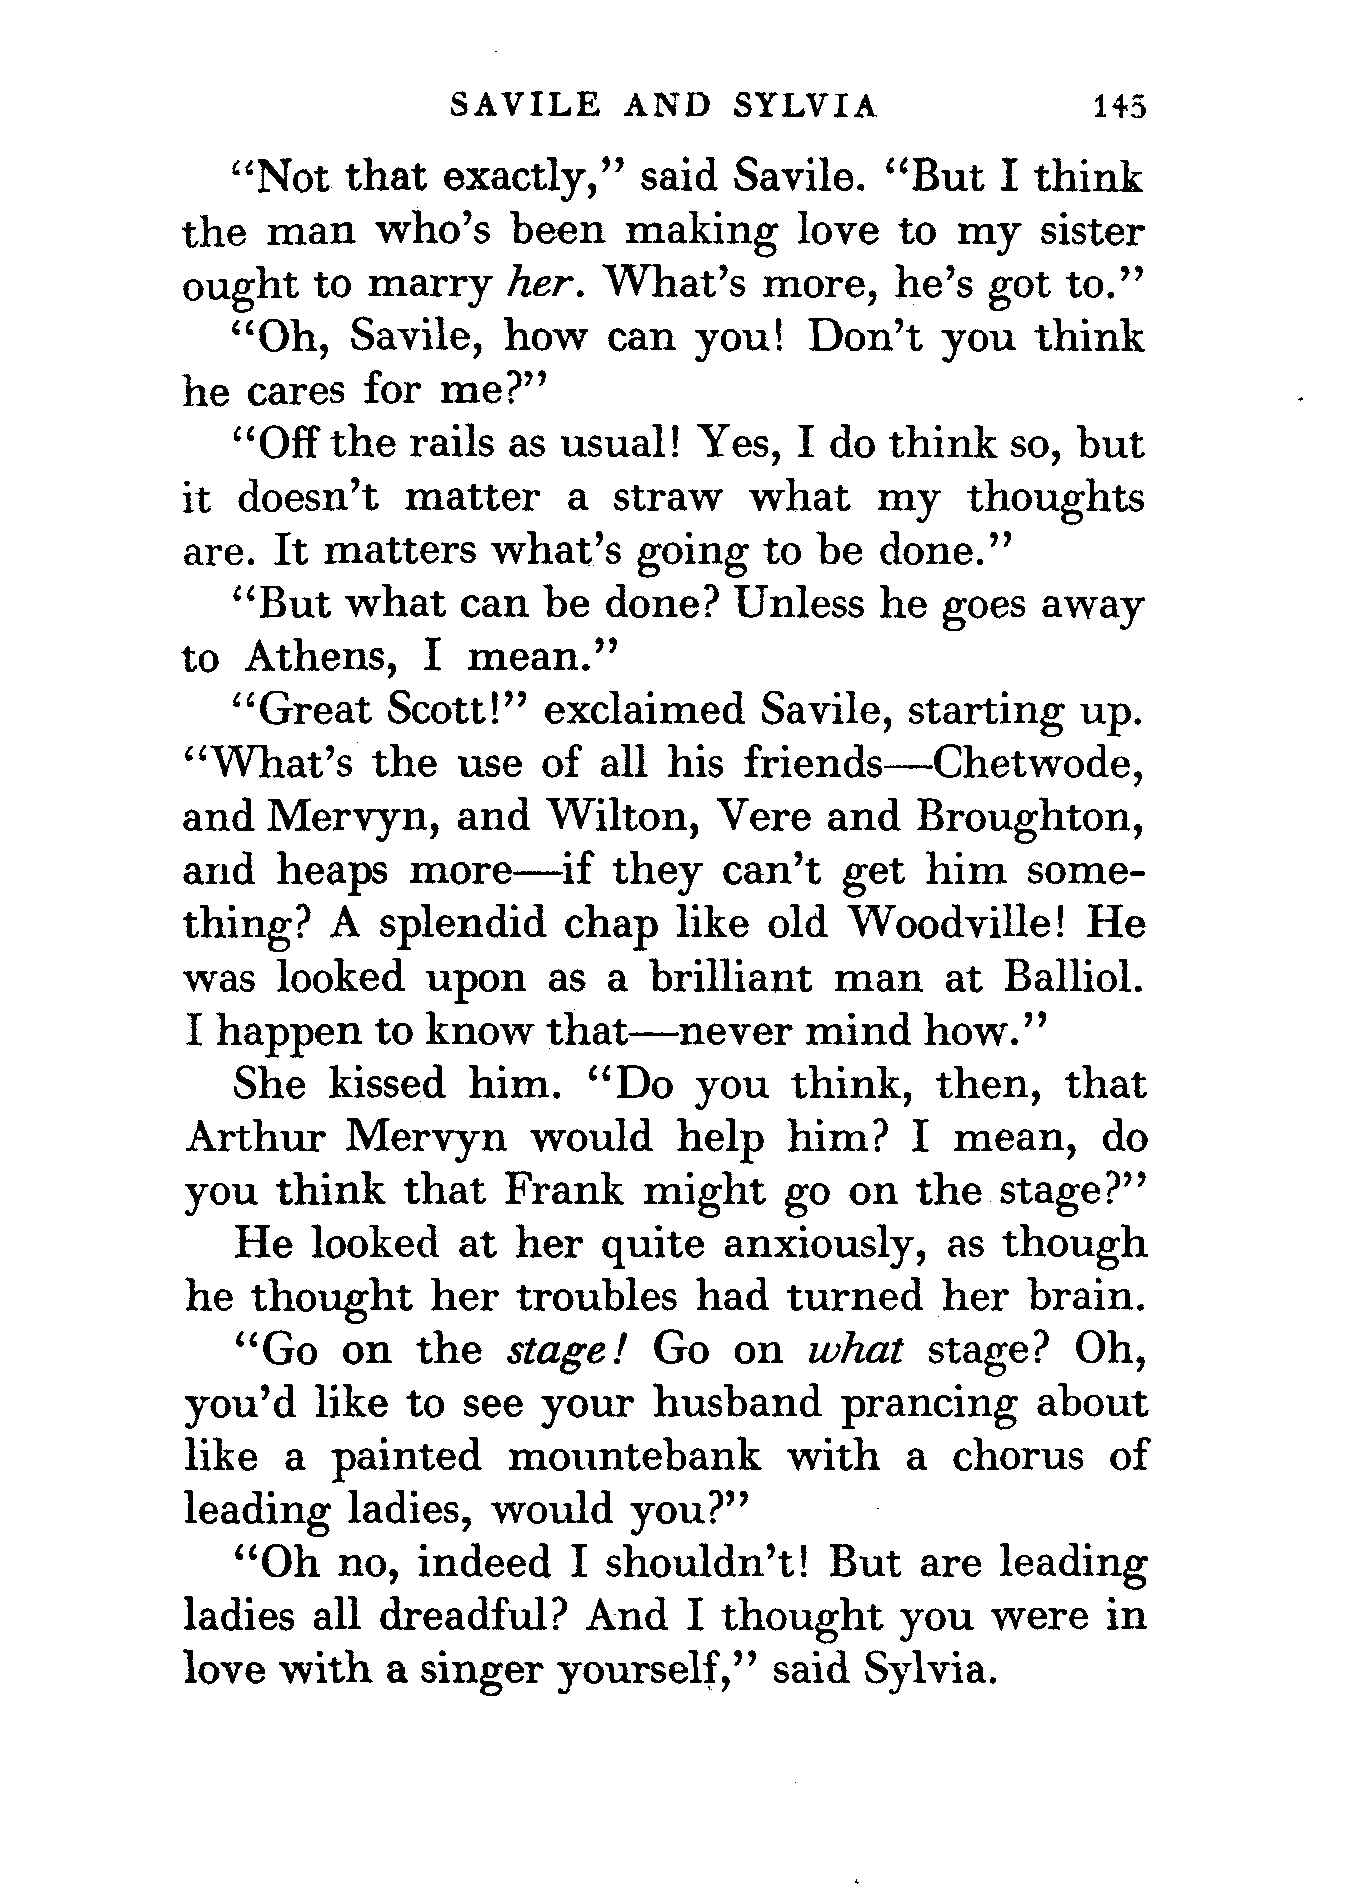 SAVILE AND SYLVIA 145
“Not that exactly,” said Savile. “But I think
the man who’s been making love to my sister
ought to marry her. What’s more, he’s got to.”
“Oh, Savile, how can you! Don’t you think
he cares for me?”
“Off the rails as usual! Yes, I do think so, but
it doesn’t matter a straw what my thoughts
are. It matters what’s going to be done.”
“But what can be done? Unless he goes away
to Athens, I mean.”
“Great Scott!” exclaimed Savile, starting up.
“What’s the use of all his friends—Chetwode,
and Mervyn, and Wilton, Vere and Broughton,
and heaps more—if they can’t get him some-
thing? A splendid chap like old Woodville! He
was looked upon as a brilliant man at Balliol.
I happen to know that—never mind how.”
She kissed him. “Do you think, then, that
Arthur Mervyn would help him? I mean, do
you think that Frank might go on the stage?”
He looked at her quite anxiously, as though
he thought her troubles had turned her brain.
“Go on the stage! Go on what stage? Oh,
you’d like to see your husband prancing about
like a painted mountebank with a chorus of
leading ladies, would you?”
“Oh no, indeed I shouldn’t! But are leading
ladies all dreadful? And I thought you were in
love with a singer yourself,” said Sylvia.